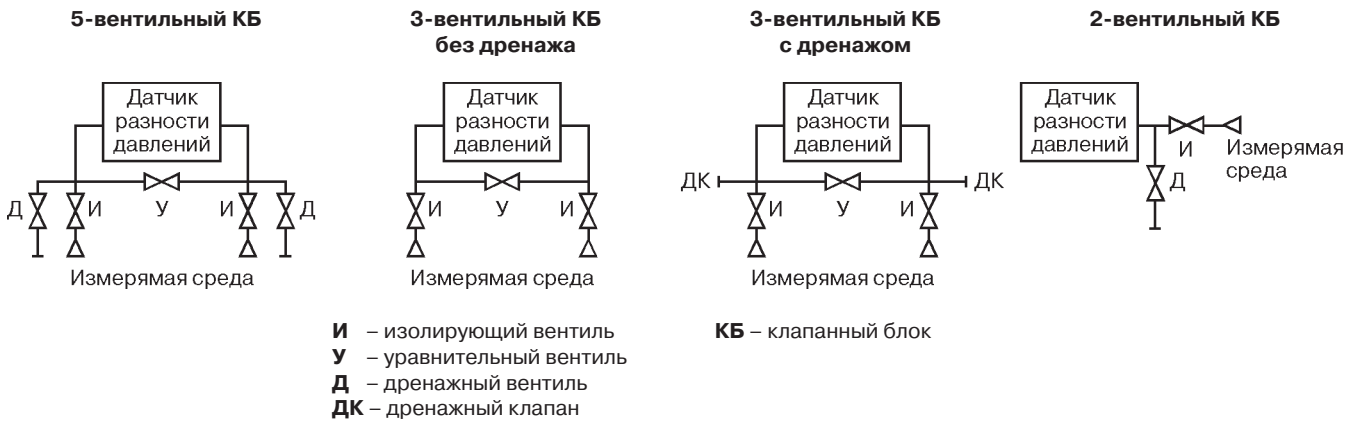 5-вентильный КБ
3-вентильный КБ
без дренажа
3-вентильный КБ
с дренажом
2-вентильный КБ
Датчик
разности
давлений
Д
И
У
И
Д
Измерямая среда
Датчик
разности
давлений
И
У
И
Измерямая среда
Датчик
разности
давлений
ДК
ДК
И
У
И
Измерямая среда
Датчик
разности
давлений
И
Измерямая
среда
Д
И – изолирующий вентиль
У – уравнительный вентиль
Д – дренажный вентиль
ДК – дренажный клапан
КБ – клапанный блок